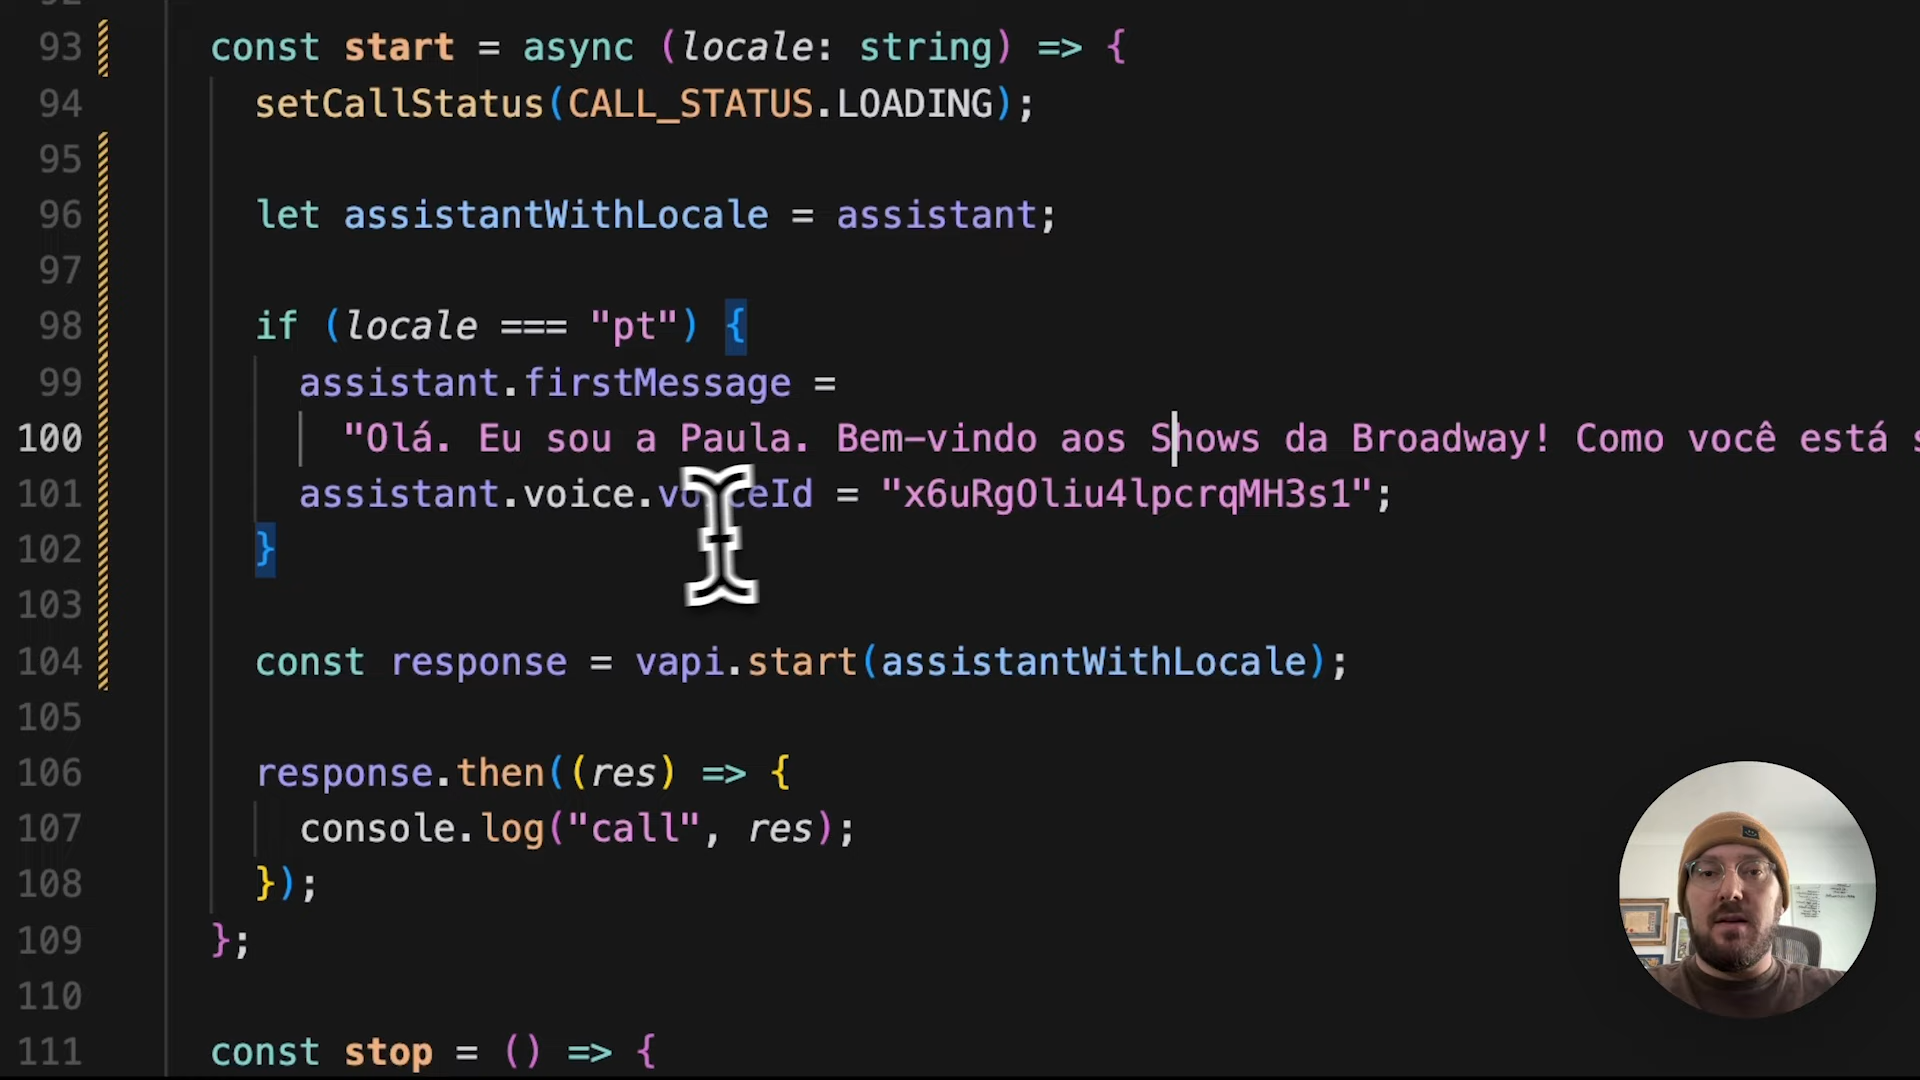 93 const start = async (locale: string) => {
94 setCallStatus(CALL_STATUS.LOADING);
95
96 let assistantWithLocale = assistant;
97
98 if (locale === "pt") {
99 assistant.firstMessage =
100 "Olá. Eu sou a Paula. Bem-vindo aos Shows da Broadway! Como você está
101 assistant.voice.voiceId = "x6uRgOliu4lpcrqMH3s1";
102 }
103
104 const response = vapi.start(assistantWithLocale);
105
106 response.then((res) => {
107 console.log("call", res);
108 });
109 };
110
111 const stop = () => {